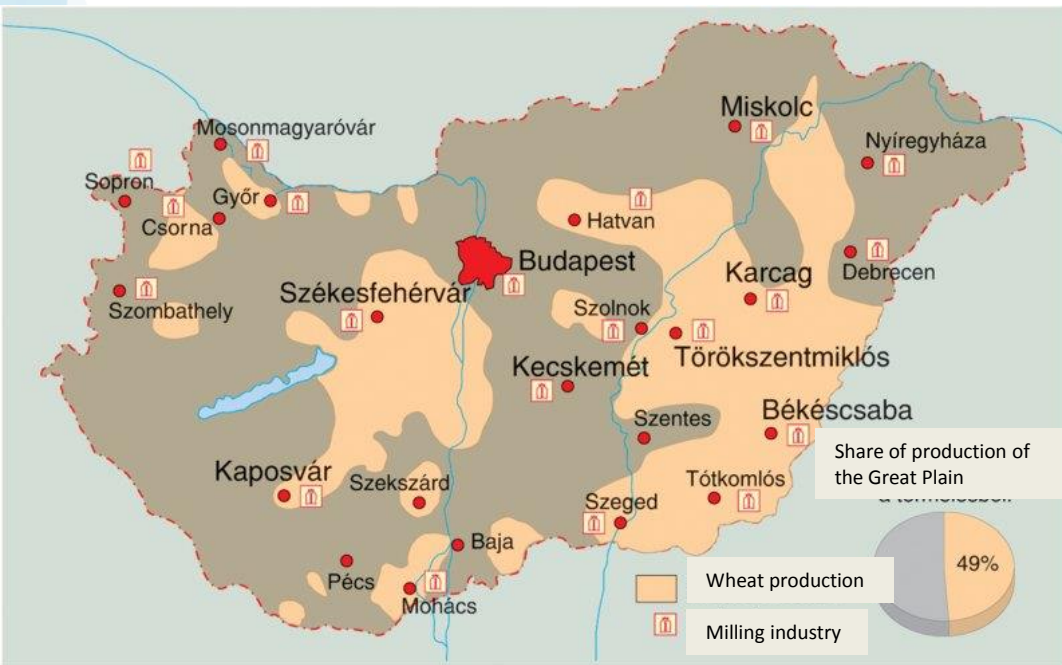 Miskolc
Mosonmagyaróvár
Nyíregyháza
Sopron
Győr
Csorna
Hatvan
Budapest
Debrecen
Karcag
Székesfehérvár
Szombathely
Szolnok
Törökszentmiklós
Kecskemét
Békéscsaba
Szentes
Share of production of
the Great Plain
Kaposvár
Szekszárd
Tótkomlós
Szeged
49%
Baja
Pécs
Wheat production
Mohács
Milling industry